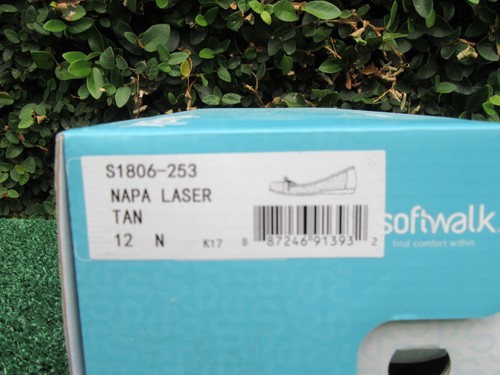 S1806-253
NAPA LASER
TAN
12 N K17 8 87246 91393 2
softwalk
find comfort within